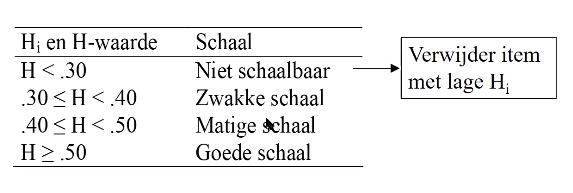 Hi en H-waarde Schaal
H < .30 Niet schaalbaar
.30 ≤ H < .40 Zwakke schaal
.40 ≤ H < .50 Matige schaal
H ≥ .50 Goede schaal
Verwijder item
met lage Hi